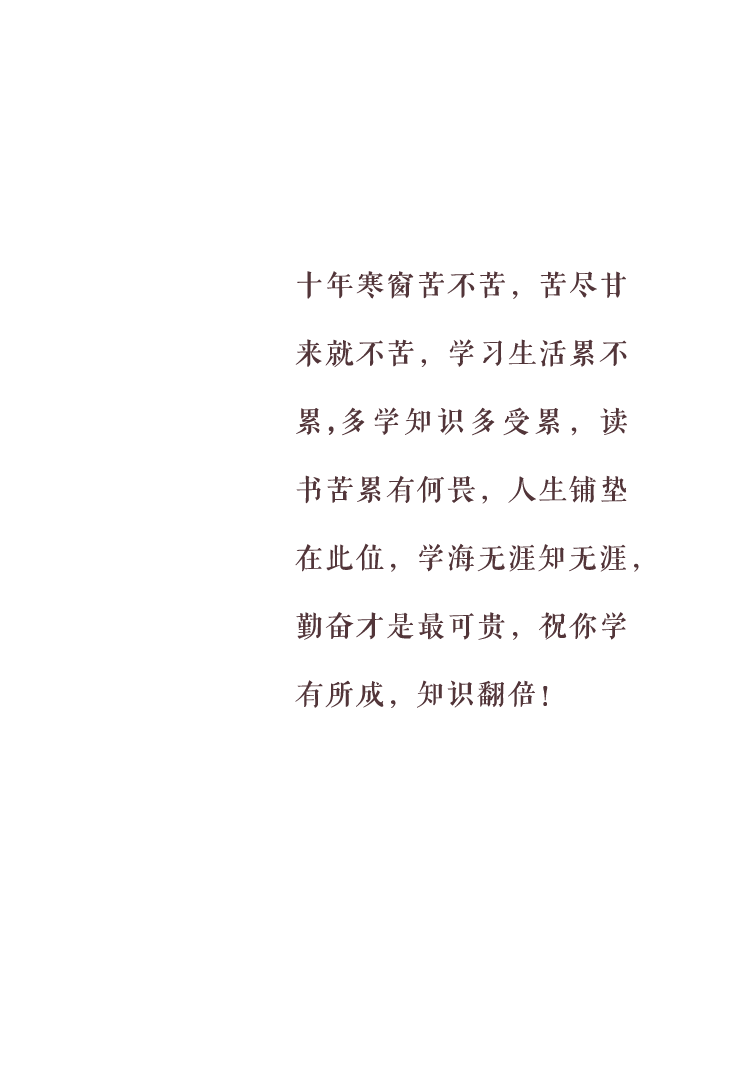 十年寒窗苦不苦，苦尽甘
来就不苦，学习生活累不
累,多学知识多受累，读
书苦累有何畏，人生铺垫
在此位，学海无涯知无涯，
勤奋才是最可贵，祝你学
有所成，知识翻倍！